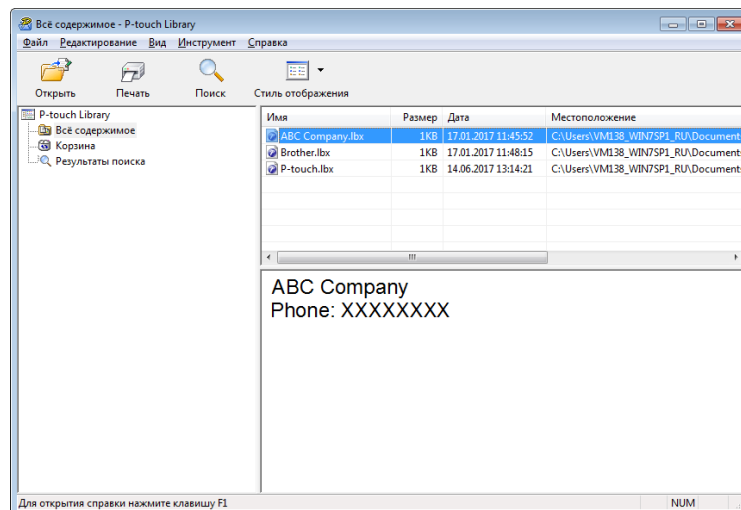 Всё содержимое - P-touch Library
Файл Редактирование Вид Инструмент Справка
Открыть Печать Поиск Стиль отображения
P-touch Library
Всё содержимое
Корзина
Результаты поиска
Имя Размер Дата Местоположение
ABC Company.lbx 1KB 17.01.2017 11:45:52 C:\Users\VM138_WIN7SP1_RU\Document
Brother.lbx 1KB 17.01.2017 11:48:15 C:\Users\VM138_WIN7SP1_RU\Document
P-touch.lbx 1KB 14.06.2017 13:14:21 C:\Users\VM138_WIN7SP1_RU\Document
ABC Company
Phone: XXXXXXXX
Для открытия справки нажмите клавишу F1 NUM